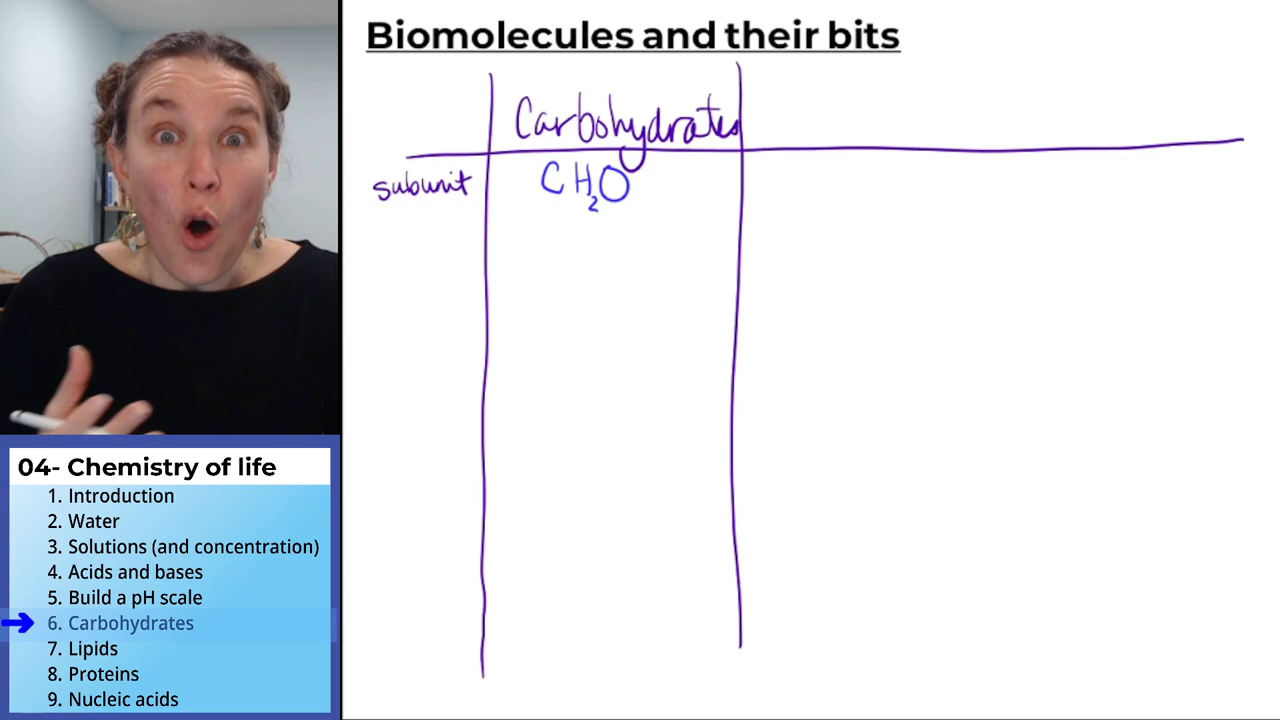 Biomolecules and their bits
Carbohydrates
subunit CH₂O
04- Chemistry of life
1. Introduction
2. Water
3. Solutions (and concentration)
4. Acids and bases
5. Build a pH scale
6. Carbohydrates
7. Lipids
8. Proteins
9. Nucleic acids